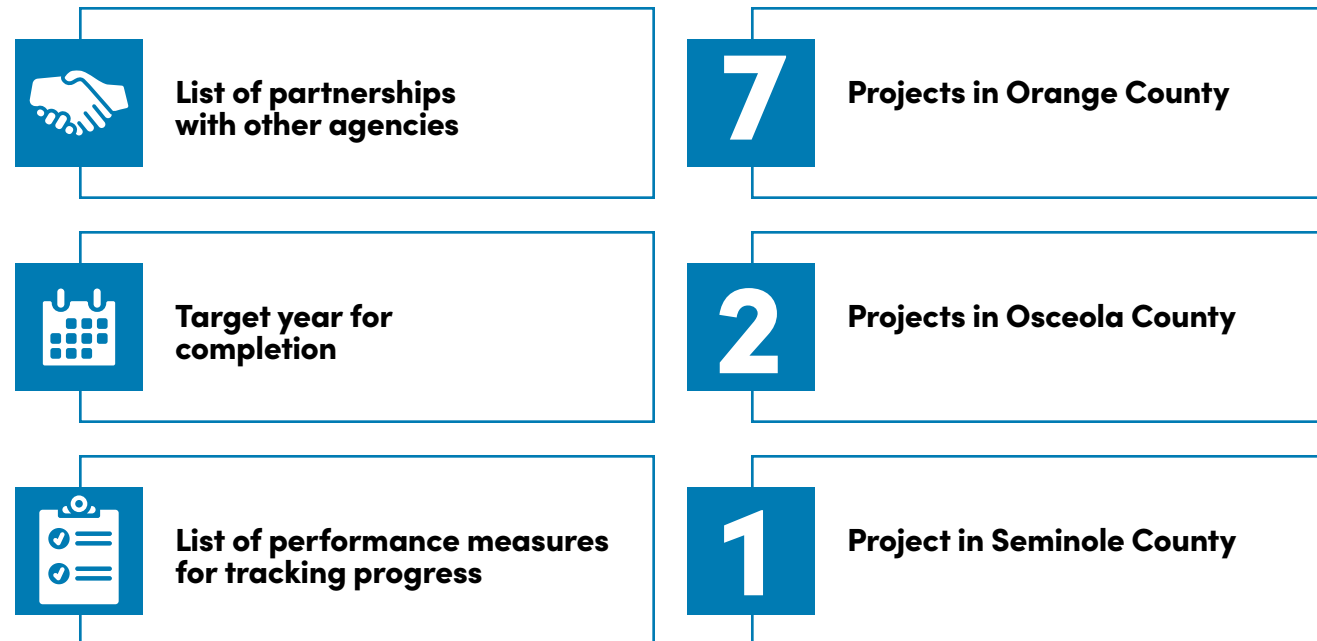 List of partnerships
with other agencies
7
Projects in Orange County
Target year for
completion
2
Projects in Osceola County
List of performance measures
for tracking progress
1
Project in Seminole County